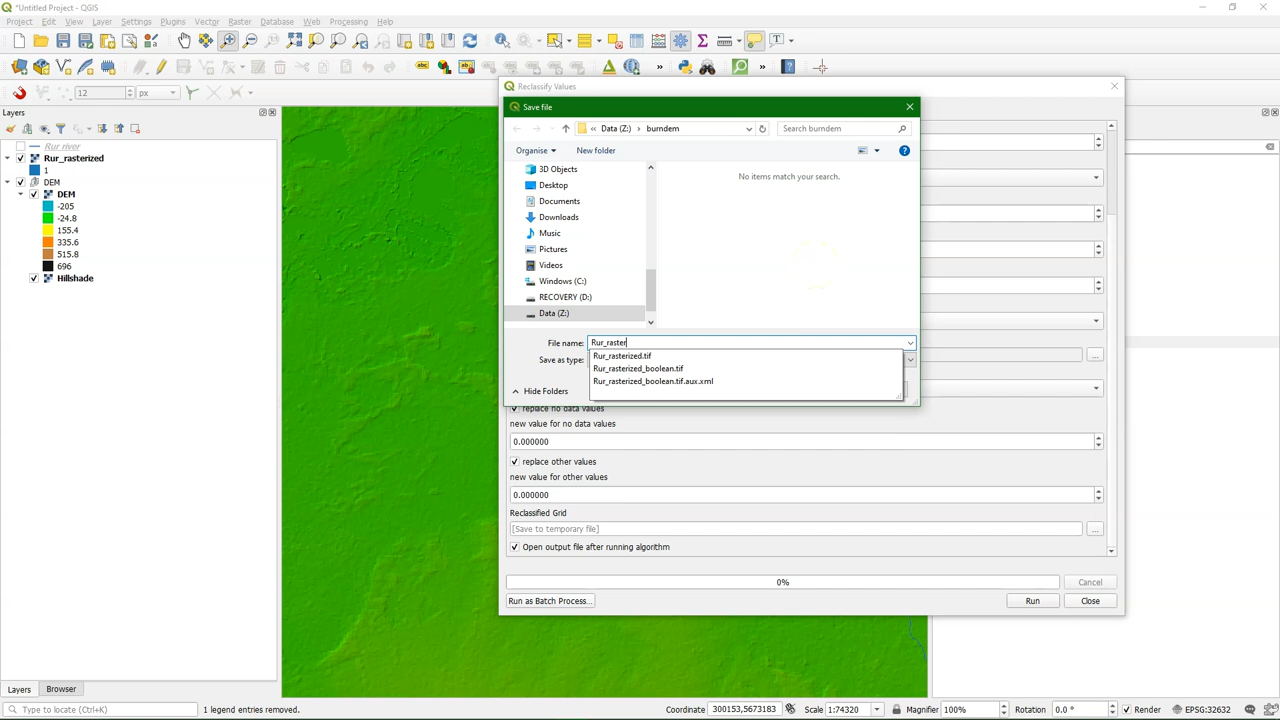 *Untitled Project - QGIS
Project Edit View Layer Settings Plugins Vector Raster Database Web Processing Help
12 px
Layers
Rur river
Rur_rasterized
1
DEM
DEM
-205
-24.8
155.4
335.6
515.8
696
Hillshade
Reclassify Values
Save file
« Data (Z:) › burndem
Search burndem
Organise New folder
3D Objects
Desktop
Documents
Downloads
Music
Pictures
Videos
Windows (C:)
RECOVERY (D:)
Data (Z:)
No items match your search.
File name: Rur_raster
Save as type:
Rur_rasterized.tif
Rur_rasterized_boolean.tif
Rur_rasterized_boolean.tif.aux.xml
Hide Folders
replace no data values
new value for no data values
0.000000
replace other values
new value for other values
0.000000
Reclassified Grid
[Save to temporary file]
...
Open output file after running algorithm
0% Cancel
Run as Batch Process... Run Close
Layers Browser
Type to locate (Ctrl+K) 1 legend entries removed. Coordinate 300153,5673183 Scale 1:74320 Magnifier 100% Rotation 0.0 ° Render EPSG:32632